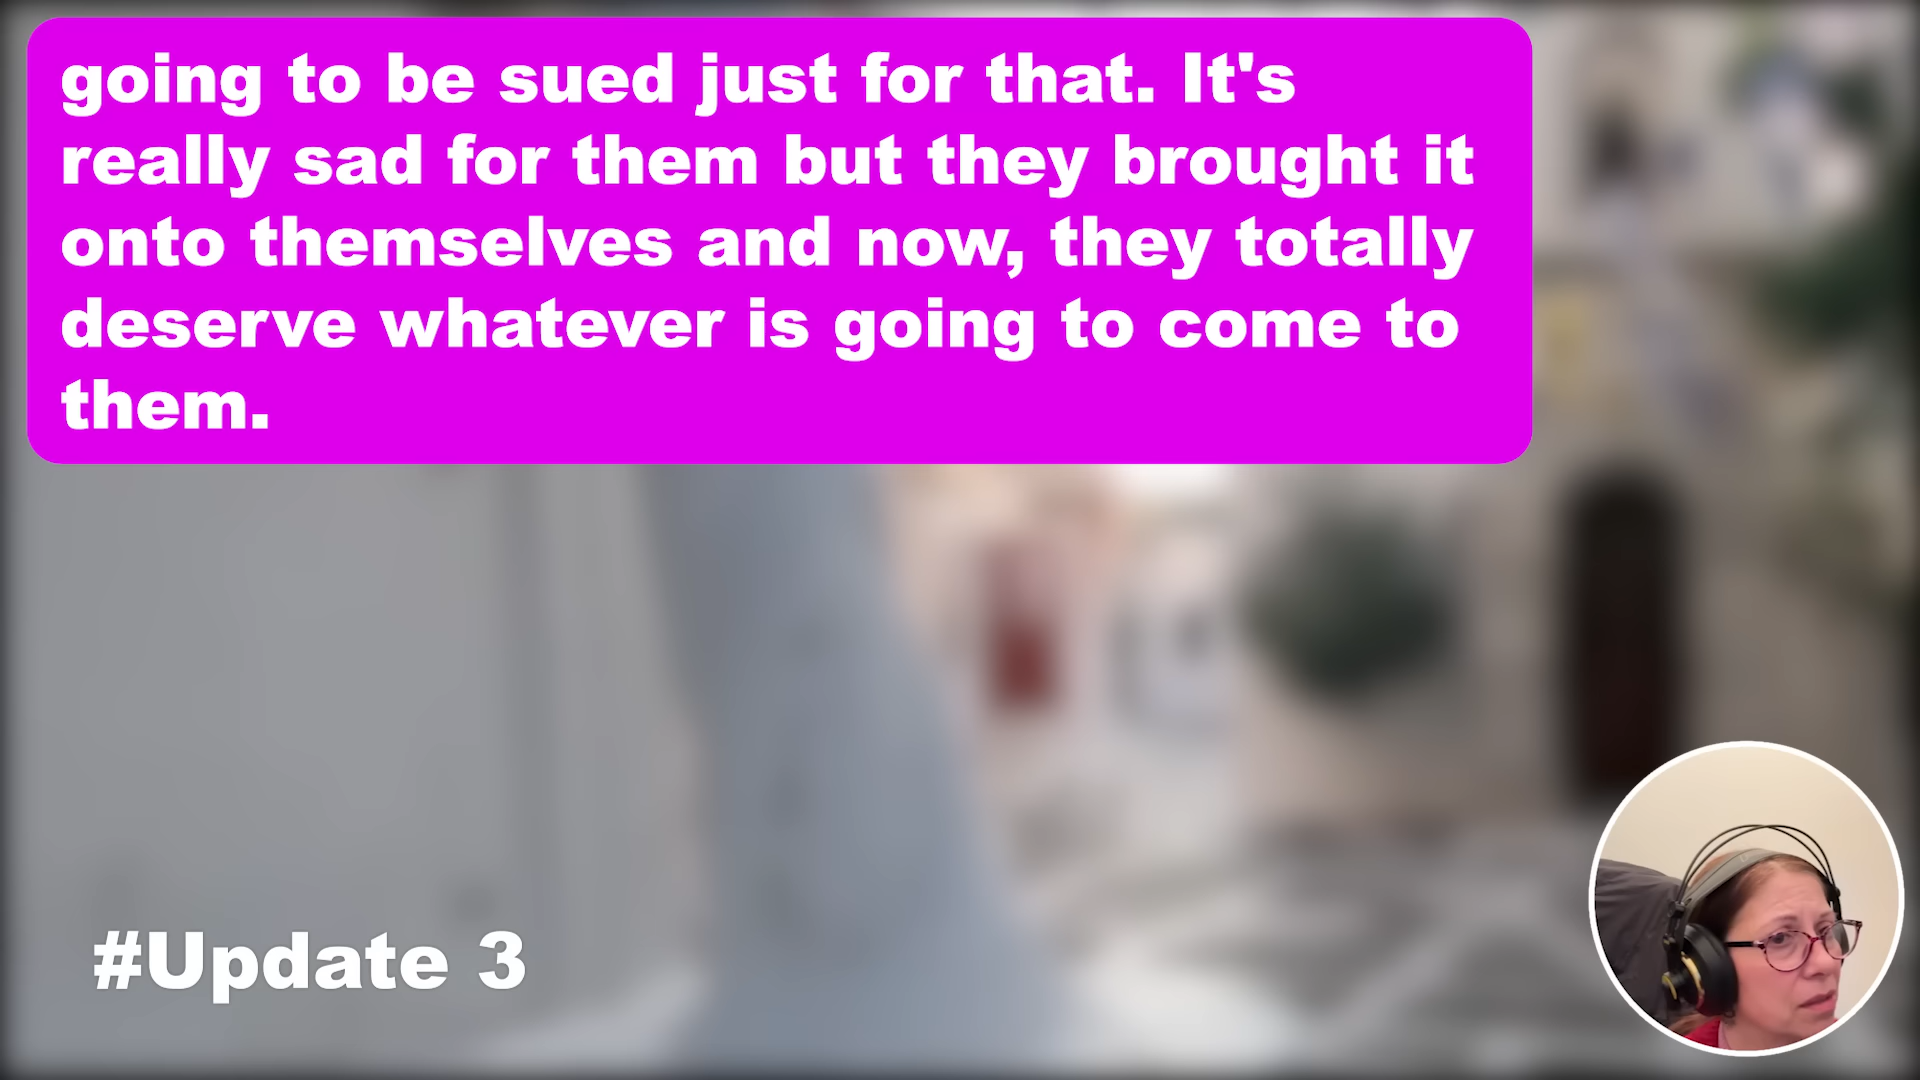 going to be sued just for that. It's
really sad for them but they brought it
onto themselves and now, they totally
deserve whatever is going to come to
them.
#Update 3